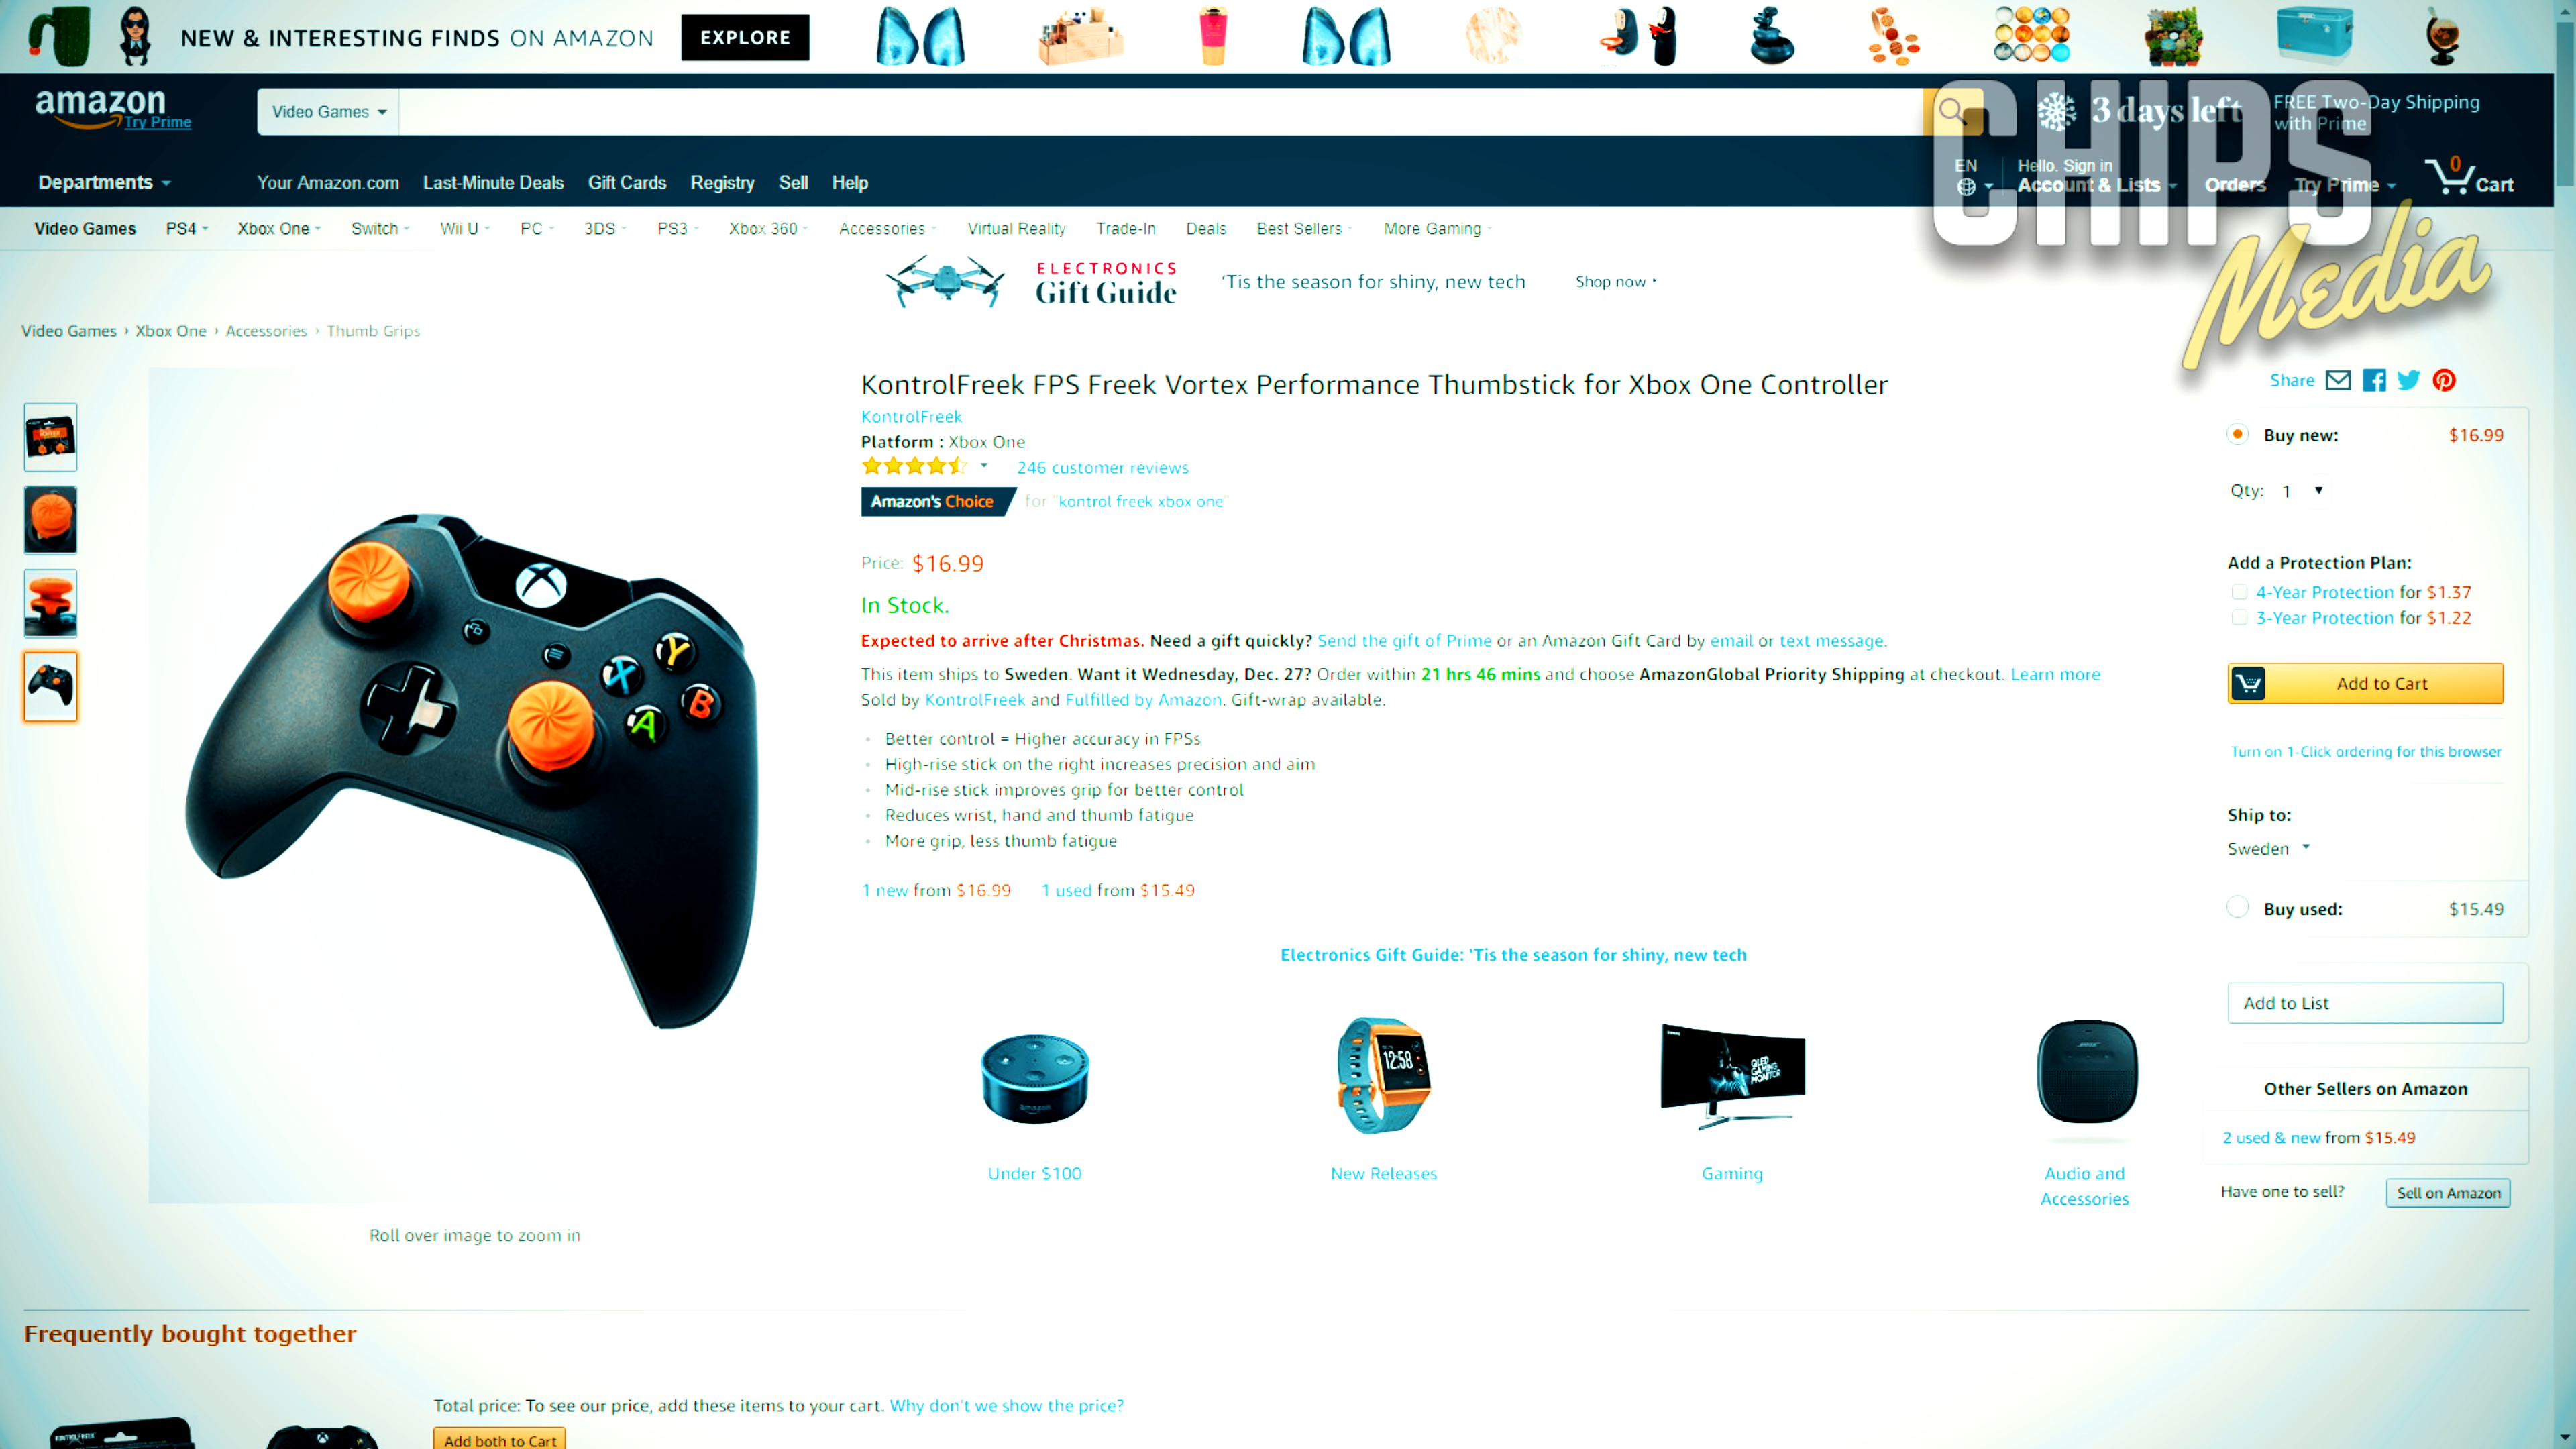 NEW & INTERESTING FINDS ON AMAZON
EXPLORE
amazon
Try Prime
Video Games
3 days left
FREE Two-Day Shipping
with Prime
CHIPS
Media
Departments
Your Amazon.com Last-Minute Deals Gift Cards Registry Sell Help
EN
Hello. Sign in
Account & Lists
Orders
Try Prime
0
Cart
Video Games PS4 Xbox One Switch Wii U PC 3DS PS3 Xbox 360 Accessories Virtual Reality Trade-In Deals Best Sellers More Gaming
ELECTRONICS
Gift Guide
'Tis the season for shiny, new tech
Shop now
Video Games › Xbox One › Accessories › Thumb Grips
KontrolFreek FPS Freek Vortex Performance Thumbstick for Xbox One Controller
KontrolFreek
Platform : Xbox One
246 customer reviews
Amazon's Choice for "kontrol freek xbox one"
Price: $16.99
In Stock.
Expected to arrive after Christmas. Need a gift quickly? Send the gift of Prime or an Amazon Gift Card by email or text message.
This item ships to Sweden. Want it Wednesday, Dec. 27? Order within 21 hrs 46 mins and choose AmazonGlobal Priority Shipping at checkout. Learn more
Sold by KontrolFreek and Fulfilled by Amazon. Gift-wrap available.
Better control = Higher accuracy in FPSs
High-rise stick on the right increases precision and aim
Mid-rise stick improves grip for better control
Reduces wrist, hand and thumb fatigue
More grip, less thumb fatigue
1 new from $16.99 1 used from $15.49
X
Y
B
A
Roll over image to zoom in
Electronics Gift Guide: 'Tis the season for shiny, new tech
amazon
12:58
QLED
GAMING
MONITOR
BOSE
Under $100
New Releases
Gaming
Audio and
Accessories
Share
Buy new: $16.99
Qty: 1
Add a Protection Plan:
4-Year Protection for $1.37
3-Year Protection for $1.22
Add to Cart
Turn on 1-Click ordering for this browser
Ship to:
Sweden
Buy used: $15.49
Add to List
Other Sellers on Amazon
2 used & new from $15.49
Have one to sell?
Sell on Amazon
Frequently bought together
Total price: To see our price, add these items to your cart. Why don't we show the price?
Add both to Cart
KONTROLFREEK